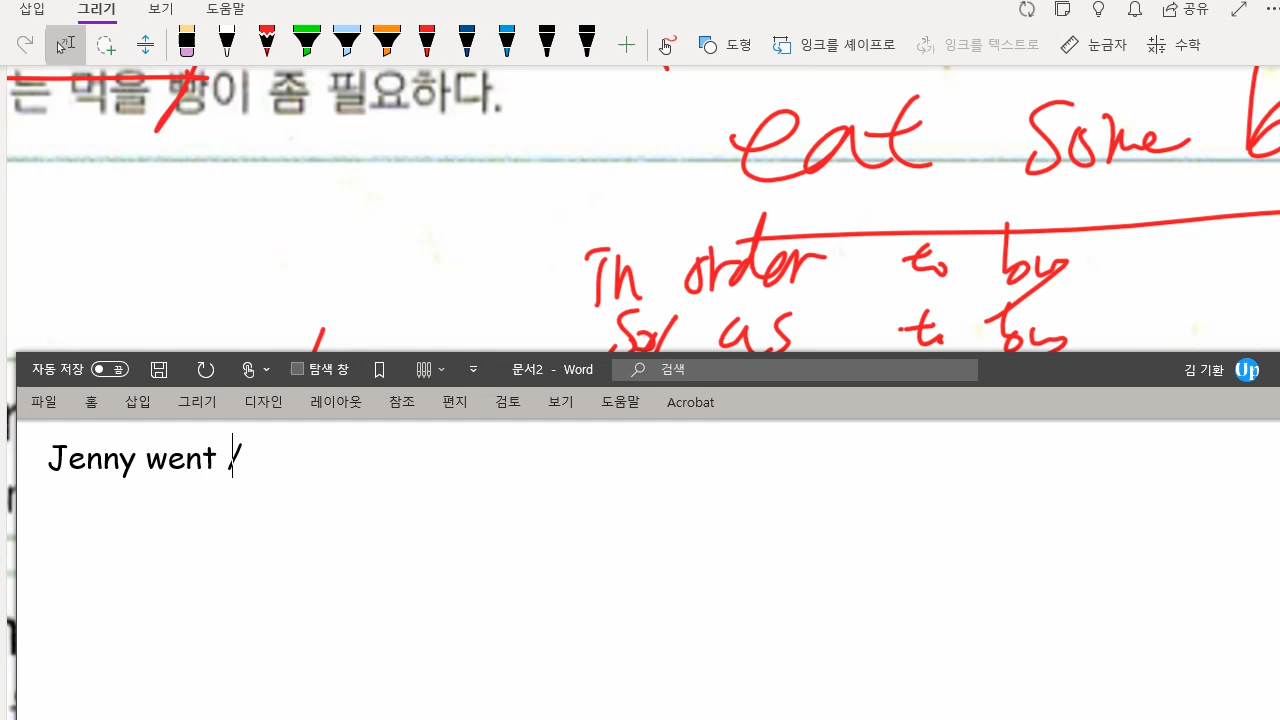 삽입 그리기 보기 도움말 공유
도형 잉크를 셰이프로 잉크를 텍스트로 눈금자 수학
는 먹을 빵이 좀 필요하다.
eat some
In order to buy
So as to buy
자동 저장 끔 탐색 창 문서2 - Word 검색 김 기환 Up
파일 홈 삽입 그리기 디자인 레이아웃 참조 편지 검토 보기 도움말 Acrobat
Jenny went /